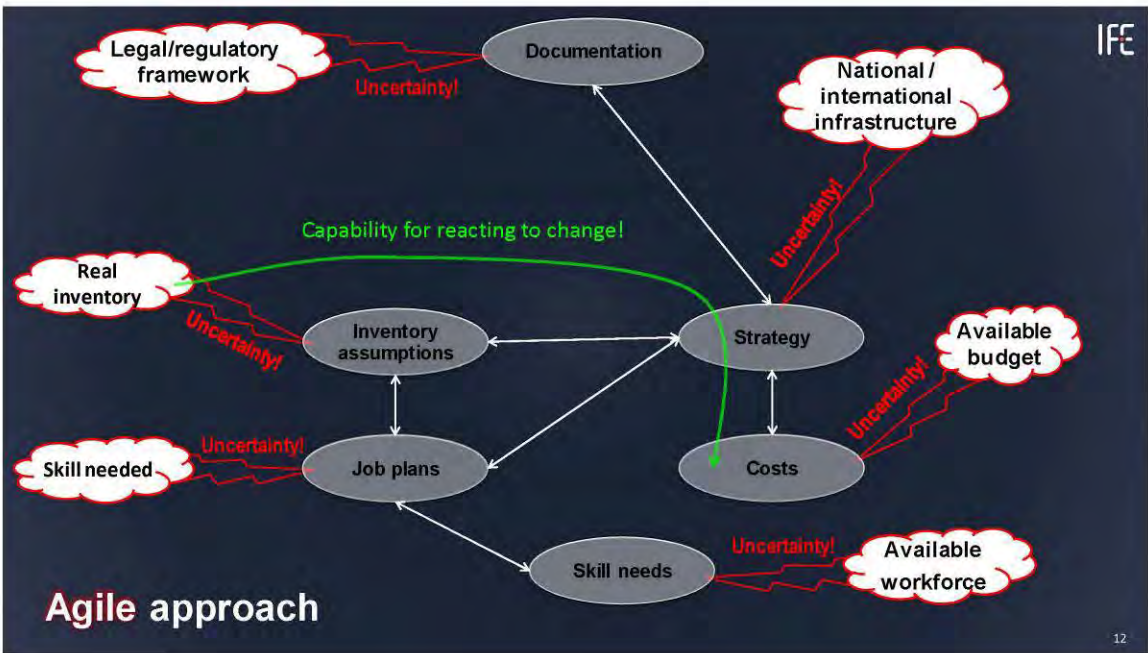 Legal/regulatory
framework
Uncertainty!
Documentation
IFE
National /
international
infrastructure
Uncertainty!
Capability for reacting to change!
Real
inventory
Uncertainty!
Inventory
assumptions
Strategy
Available
budget
Uncertainty!
Skill needed
Uncertainty!
Job plans
Costs
Skill needs
Uncertainty!
Available
workforce
Agile approach
12